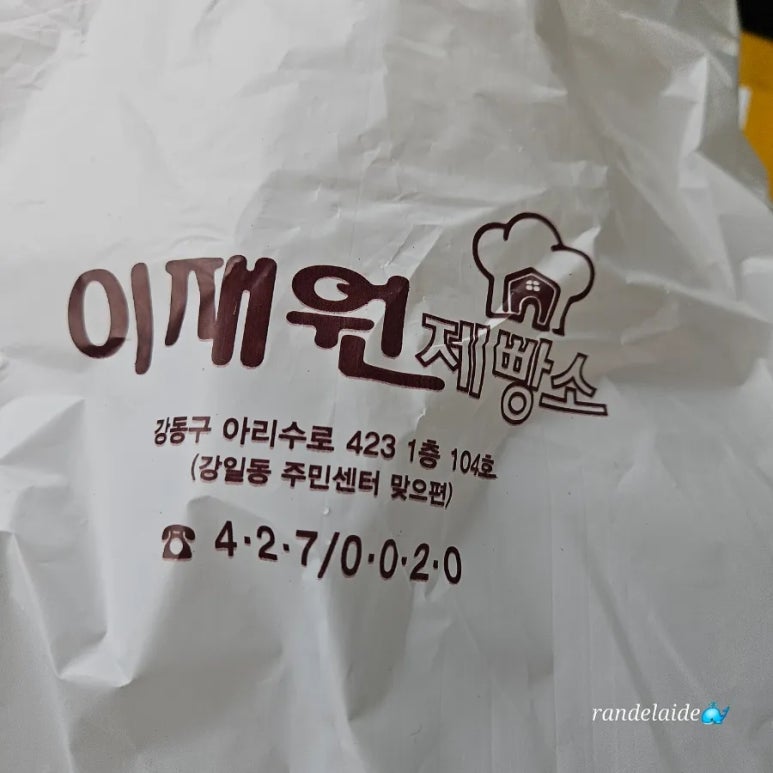 이재원 제빵소
강동구 아리수로 423 1층 104호
(강일동 주민센터 맞으편)
☎ 4·2·7/0·0·2·0
randelaide🐳